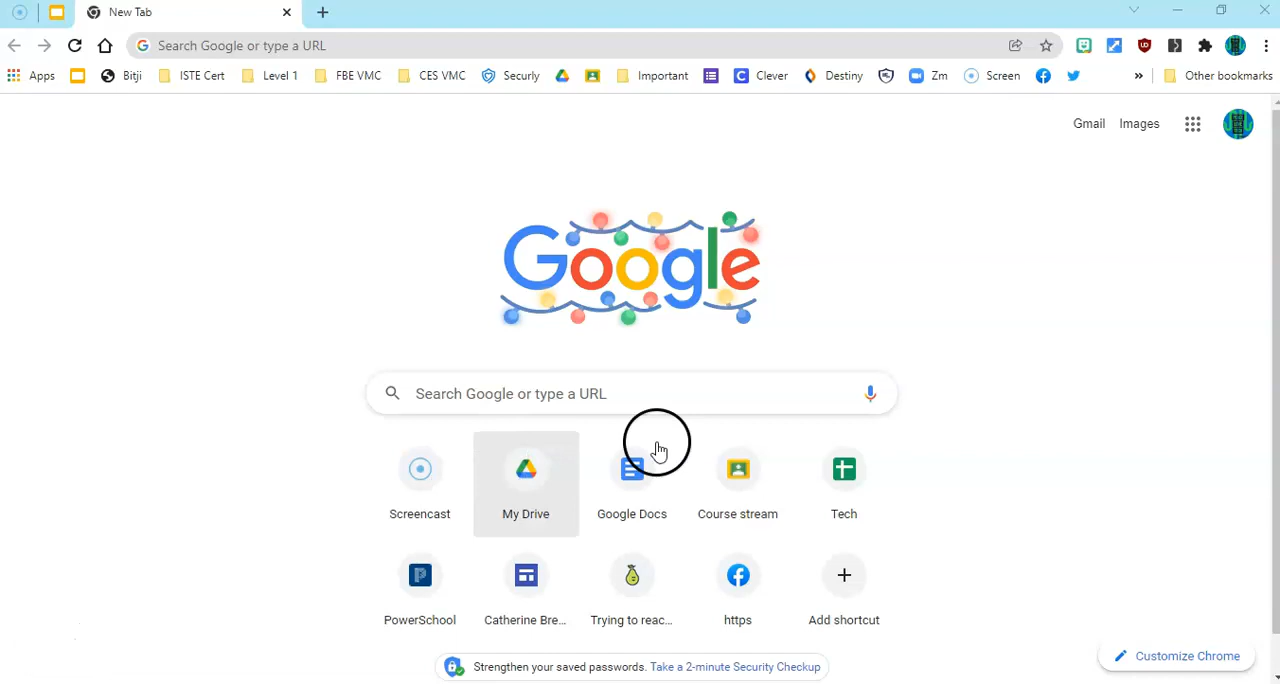 New Tab
Search Google or type a URL
Apps Bitji ISTE Cert Level 1 FBE VMC CES VMC Securly Important Clever Destiny Zm Screen » Other bookmarks
Gmail Images
Google
Search Google or type a URL
Screencast My Drive Google Docs Course stream Tech
PowerSchool Catherine Bre... Trying to reac... https Add shortcut
Strengthen your saved passwords. Take a 2-minute Security Checkup
Customize Chrome